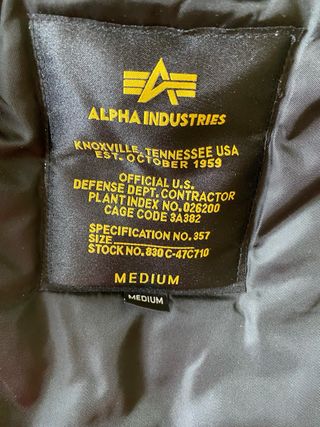 ALPHA INDUSTRIES
KNOXVILLE, TENNESSEE USA
EST. OCTOBER 1959
OFFICIAL U.S.
DEFENSE DEPT. CONTRACTOR
PLANT INDEX NO. 026200
CAGE CODE 3A382
SPECIFICATION NO. 357
SIZE
STOCK NO. 830 C-47C710
MEDIUM
MEDIUM